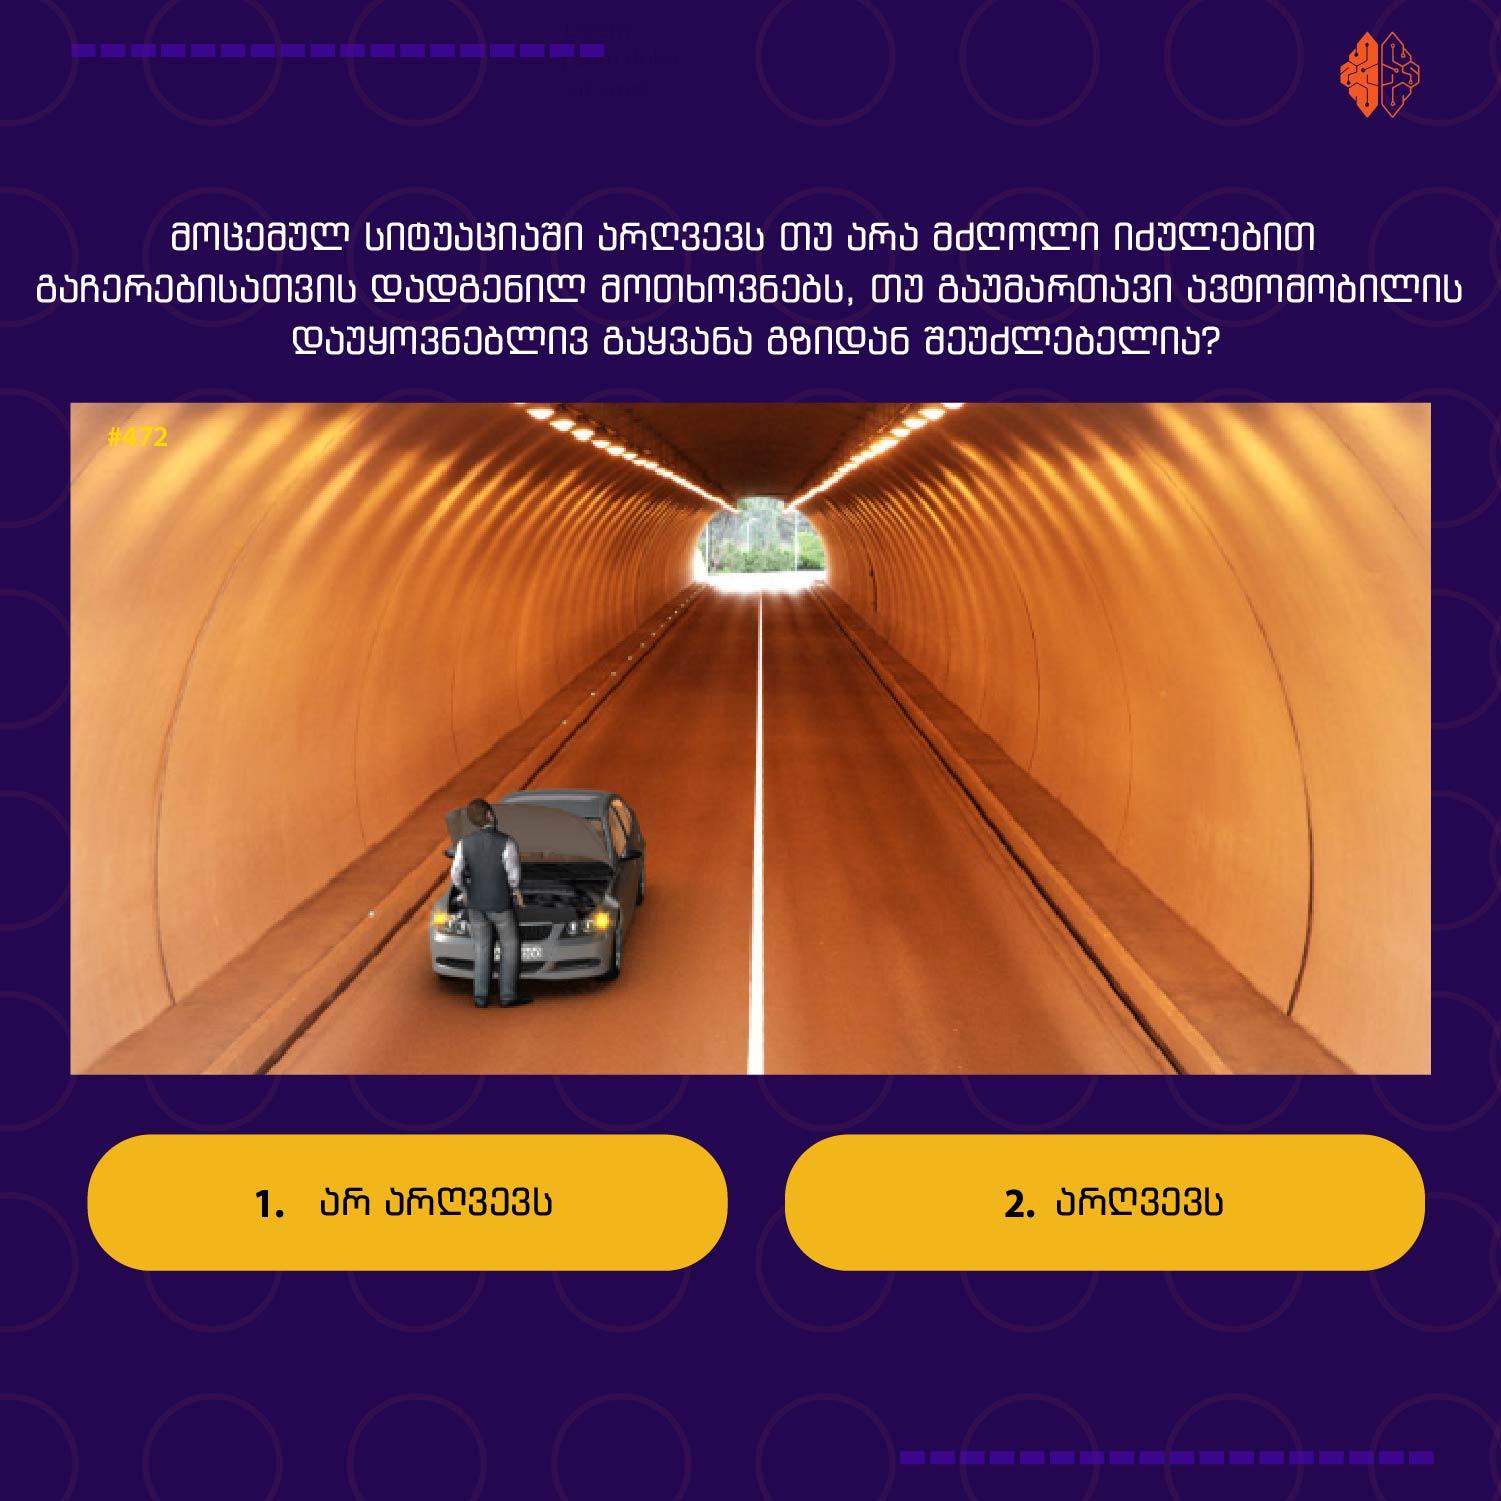 მოცემულ სიტუაციაში არღვევს თუ არა მძღოლი იძულებით
გაჩერებისათვის დადგენილ მოთხოვნებს, თუ გაუმართავი ავტომობილის
დაუყოვნებლივ გაყვანა გზიდან შეუძლებელია?
#472
1. არ არღვევს
2. არღვევს